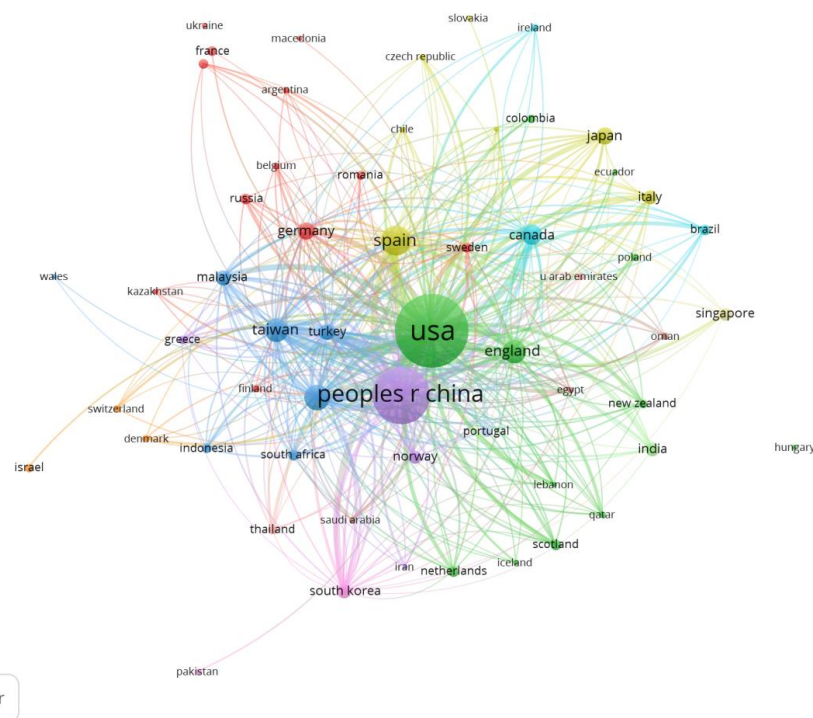 slovakia
ukraine
ireland
macedonia
france
czech republic
argentina
colombia
chile
japan
belgium
ecuador
romania
russia
italy
germany
brazil
spain
canada
sweden
poland
wales
malaysia
u arab emirates
kazakhstan
singapore
taiwan
turkey
usa
greece
oman
england
finland
peoples r china
egypt
switzerland
new zealand
portugal
denmark
indonesia
south africa
norway
india
hungary
israel
lebanon
qatar
saudi arabia
thailand
scotland
iceland
iran
netherlands
south korea
pakistan
r